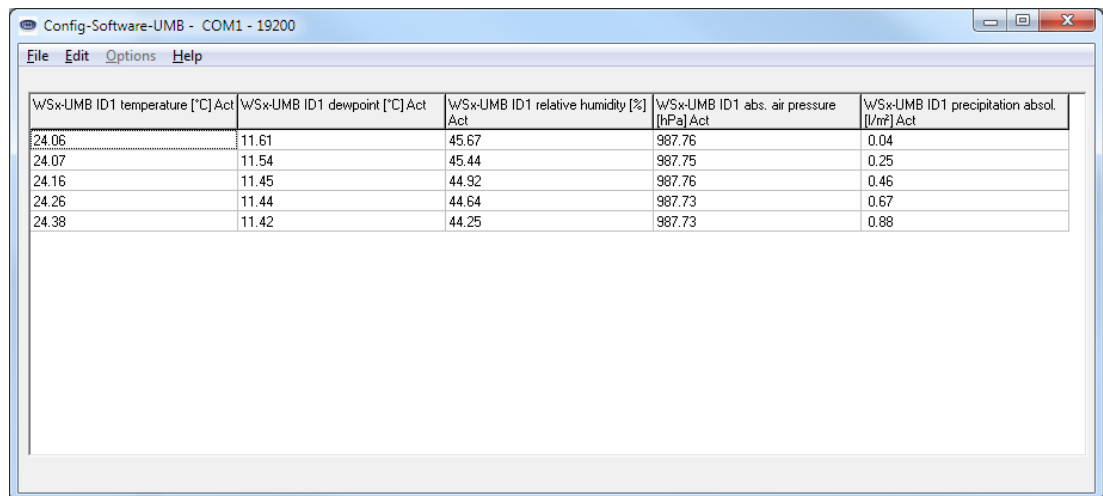 Config-Software-UMB - COM1 - 19200
File Edit Options Help
WSx-UMB ID1 temperature [°C] Act WSx-UMB ID1 dewpoint [°C] Act WSx-UMB ID1 relative humidity [%] Act WSx-UMB ID1 abs. air pressure [hPa] Act WSx-UMB ID1 precipitation absol. [l/m²] Act
24.06 11.61 45.67 987.76 0.04
24.07 11.54 45.44 987.75 0.25
24.16 11.45 44.92 987.76 0.46
24.26 11.44 44.64 987.73 0.67
24.38 11.42 44.25 987.73 0.88